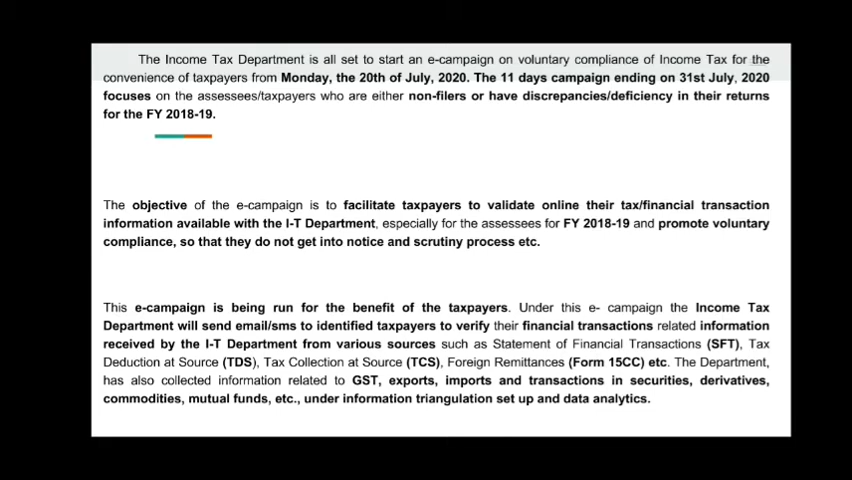 The Income Tax Department is all set to start an e-campaign on voluntary compliance of Income Tax for the
convenience of taxpayers from Monday, the 20th of July, 2020. The 11 days campaign ending on 31st July, 2020
focuses on the assessees/taxpayers who are either non-filers or have discrepancies/deficiency in their returns
for the FY 2018-19.
The objective of the e-campaign is to facilitate taxpayers to validate online their tax/financial transaction
information available with the I-T Department, especially for the assessees for FY 2018-19 and promote voluntary
compliance, so that they do not get into notice and scrutiny process etc.
This e-campaign is being run for the benefit of the taxpayers. Under this e- campaign the Income Tax
Department will send email/sms to identified taxpayers to verify their financial transactions related information
received by the I-T Department from various sources such as Statement of Financial Transactions (SFT), Tax
Deduction at Source (TDS), Tax Collection at Source (TCS), Foreign Remittances (Form 15CC) etc. The Department,
has also collected information related to GST, exports, imports and transactions in securities, derivatives,
commodities, mutual funds, etc., under information triangulation set up and data analytics.